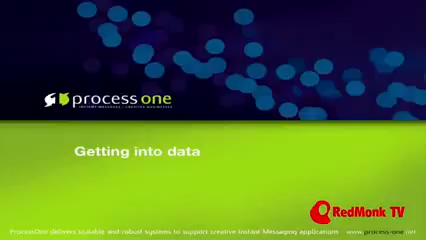 process one
INSTANT MESSAGING : CREATIVE BUSINESSES
Getting into data
RedMonk TV
ProcessOne delivers scalable and robust systems to support creative Instant Messaging applications www.process-one.net